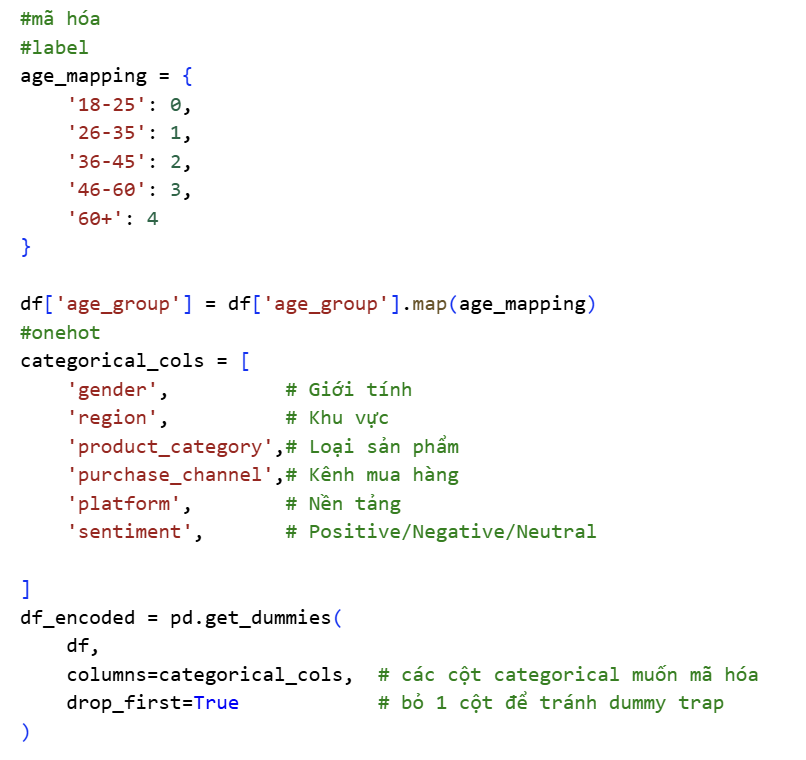 #mã hóa
#label
age_mapping = {
    '18-25': 0,
    '26-35': 1,
    '36-45': 2,
    '46-60': 3,
    '60+': 4
}

df['age_group'] = df['age_group'].map(age_mapping)
#onehot
categorical_cols = [
    'gender',          # Giới tính
    'region',          # Khu vực
    'product_category',# Loại sản phẩm
    'purchase_channel',# Kênh mua hàng
    'platform',        # Nền tảng
    'sentiment',       # Positive/Negative/Neutral

]
df_encoded = pd.get_dummies(
    df,
    columns=categorical_cols,  # các cột categorical muốn mã hóa
    drop_first=True            # bỏ 1 cột để tránh dummy trap
)